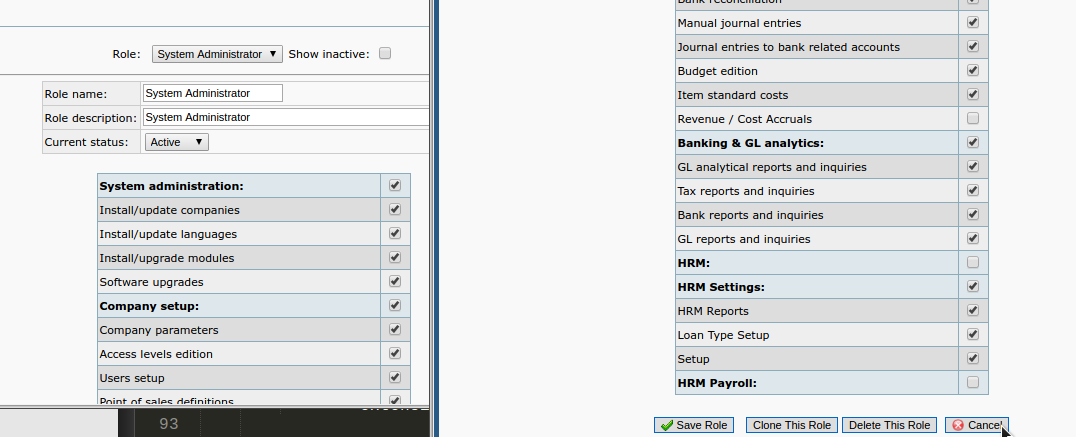 Role: System Administrator Show inactive:
Role name: System Administrator
Role description: System Administrator
Current status: Active
System administration:
Install/update companies
Install/update languages
Install/upgrade modules
Software upgrades
Company setup:
Company parameters
Access levels edition
Users setup
Point of sales definitions
93
Bank reconciliation
Manual journal entries
Journal entries to bank related accounts
Budget edition
Item standard costs
Revenue / Cost Accruals
Banking & GL analytics:
GL analytical reports and inquiries
Tax reports and inquiries
Bank reports and inquiries
GL reports and inquiries
HRM:
HRM Settings:
HRM Reports
Loan Type Setup
Setup
HRM Payroll:
Save Role Clone This Role Delete This Role Cancel